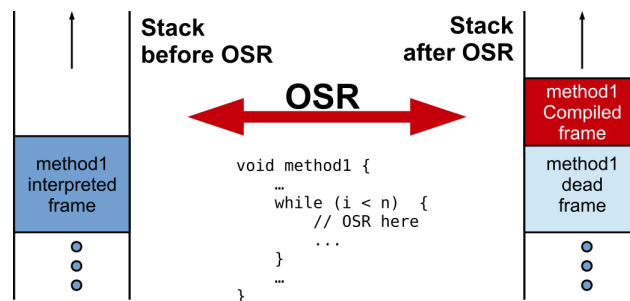 Stack
before OSR
Stack
after OSR
OSR
method1
interpreted
frame
void method1 {
    …
    while (i < n)  {
        // OSR here
        ...
    }
    …
}
method1
Compiled
frame
method1
dead
frame